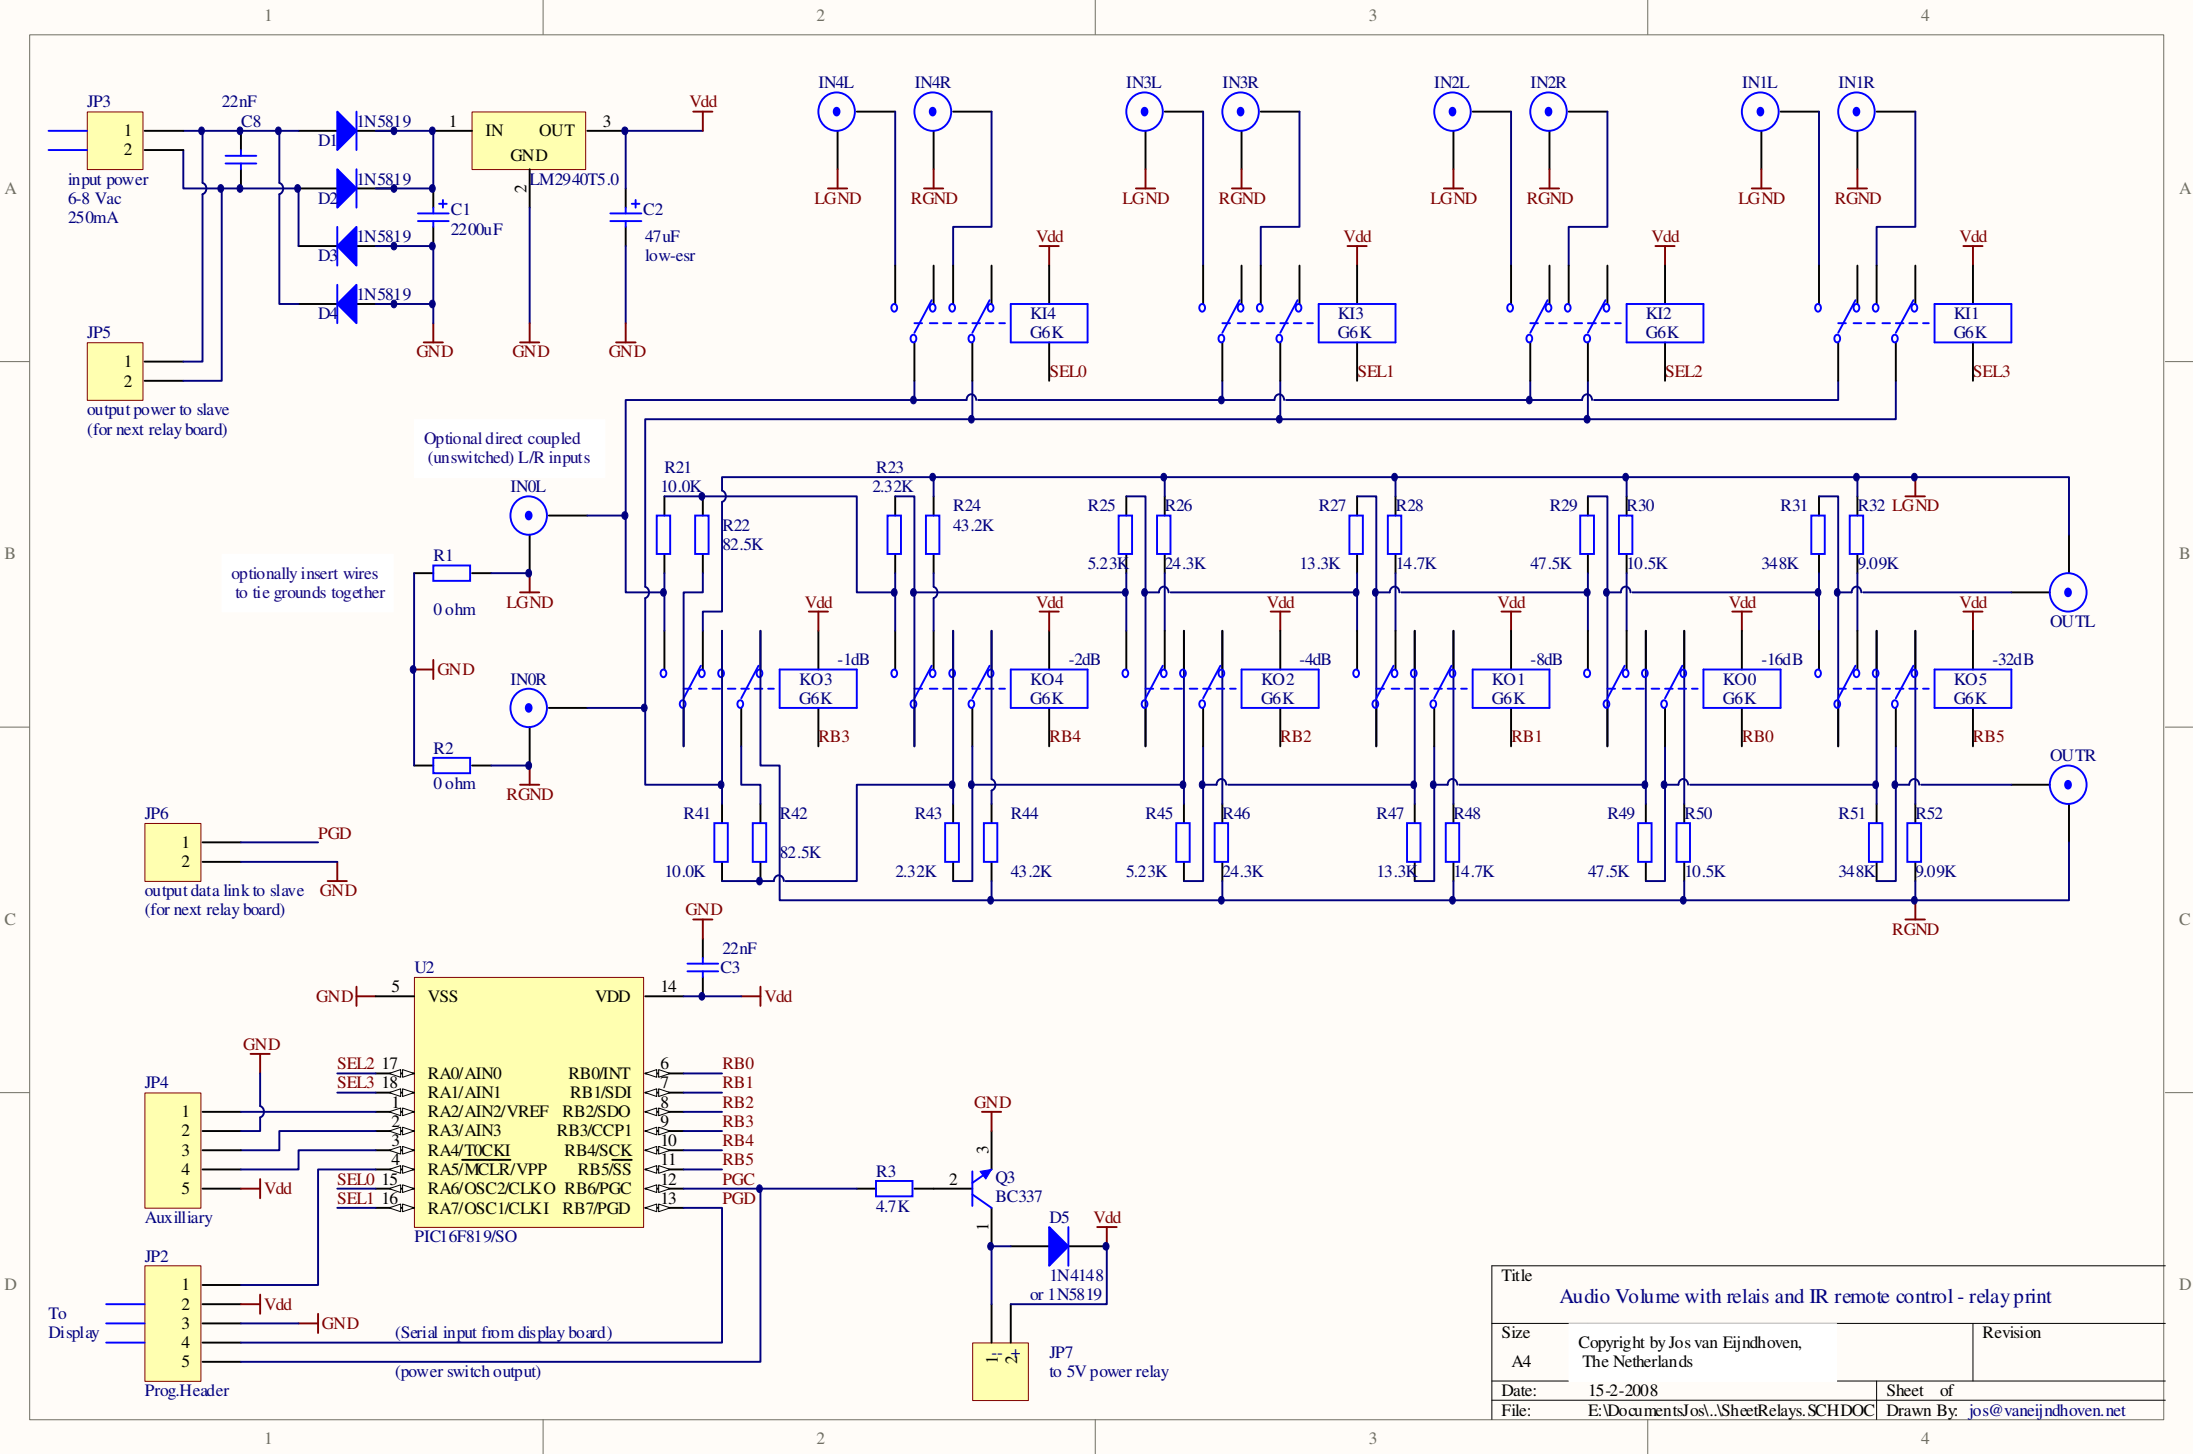 1 2 3 4
A A
B B
C C
D D
JP3
1
2
input power
6-8 Vac
250mA
22nF
C8
1N5819
D1
1N5819
D2
1N5819
D3
1N5819
D4
1 IN OUT 3
GND
2
LM2940T5.0
Vdd
+ C1
2200uF
+ C2
47uF
low-esr
GND GND GND
JP5
1
2
output power to slave
(for next relay board)
IN4L IN4R IN3L IN3R IN2L IN2R IN1L IN1R
LGND RGND LGND RGND LGND RGND LGND RGND
Vdd Vdd Vdd Vdd
KI4 KI3 KI2 KI1
G6K G6K G6K G6K
SEL0 SEL1 SEL2 SEL3
Optional direct coupled
(unswitched) L/R inputs
IN0L
R1
0 ohm
LGND
optionally insert wires
to tie grounds together
GND
IN0R
R2
0 ohm
RGND
R21
10.0K
R22
82.5K
R23
2.32K
R24
43.2K
R25
5.23K
R26
24.3K
R27
13.3K
R28
14.7K
R29
47.5K
R30
10.5K
R31
348K
R32
9.09K
LGND
OUTL
Vdd Vdd Vdd Vdd Vdd Vdd
-1dB -2dB -4dB -8dB -16dB -32dB
KO3 KO4 KO2 KO1 KO0 KO5
G6K G6K G6K G6K G6K G6K
RB3 RB4 RB2 RB1 RB0 RB5
OUTR
R41
10.0K
R42
82.5K
R43
2.32K
R44
43.2K
R45
5.23K
R46
24.3K
R47
13.3K
R48
14.7K
R49
47.5K
R50
10.5K
R51
348K
R52
9.09K
RGND
JP6
1
2
PGD
GND
output data link to slave
(for next relay board)
GND
22nF
C3
Vdd
U2
GND 5 VSS VDD 14
SEL2 17 RA0/AIN0 RB0/INT 6 RB0
SEL3 18 RA1/AIN1 RB1/SDI 7 RB1
1 RA2/AIN2/VREF RB2/SDO 8 RB2
2 RA3/AIN3 RB3/CCP1 9 RB3
3 RA4/T0CKI RB4/SCK 10 RB4
4 RA5/MCLR/VPP RB5/SS 11 RB5
SEL0 15 RA6/OSC2/CLKO RB6/PGC 12 PGC
SEL1 16 RA7/OSC1/CLKI RB7/PGD 13 PGD
PIC16F819/SO
GND
JP4
1
2
3
4
5
Vdd
Auxilliary
JP2
1
2
3
4
5
Vdd
GND
To
Display
Prog.Header
(Serial input from display board)
(power switch output)
R3
4.7K
GND
3
2
1
Q3
BC337
D5
1N4148
or 1N5819
Vdd
1--
2+
JP7
to 5V power relay
Title
Audio Volume with relais and IR remote control - relay print
Size
A4
Copyright by Jos van Eijndhoven,
The Netherlands
Revision
Date: 15-2-2008 Sheet of
File: E:\DocumentsJos\..\SheetRelays.SCHDOC Drawn By: jos@vaneijndhoven.net
1 2 3 4